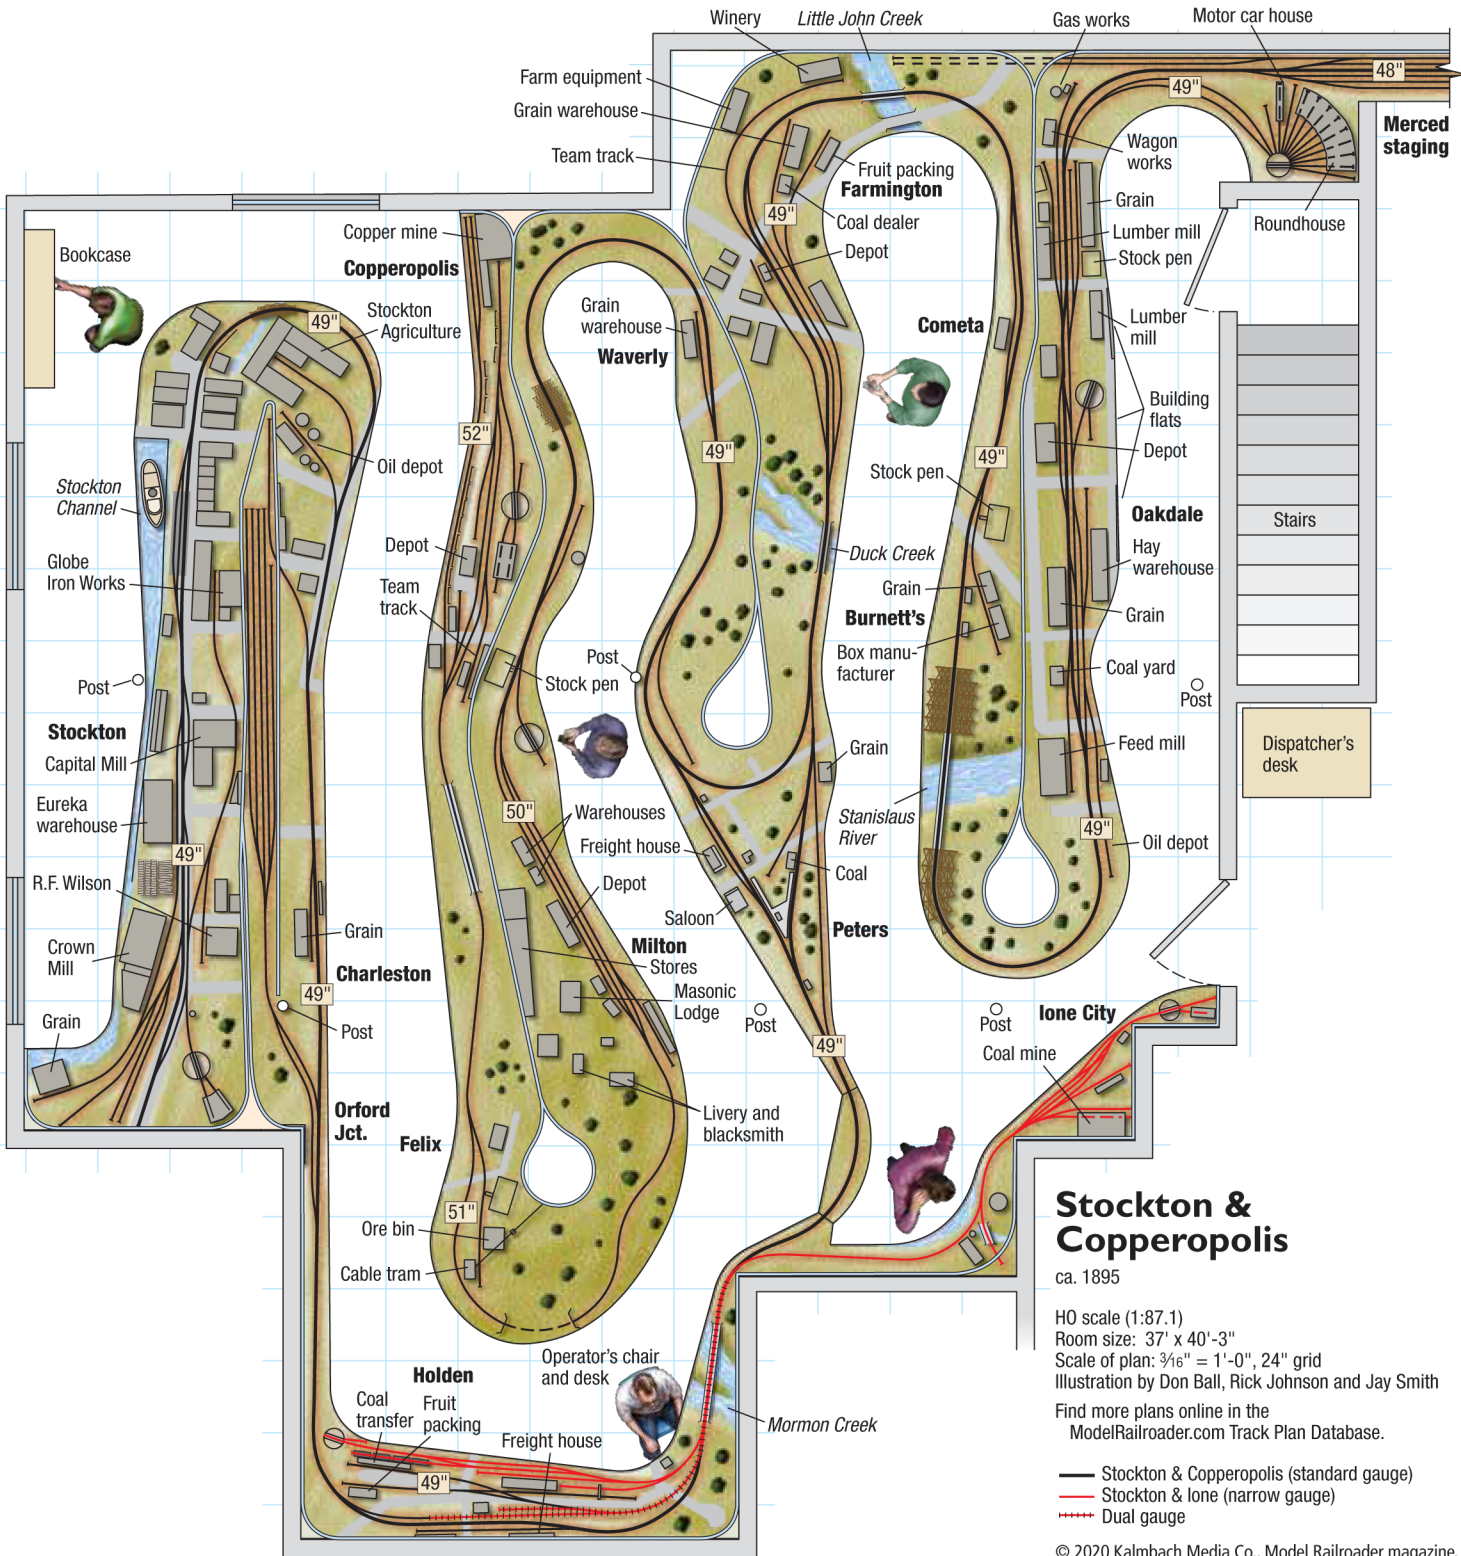 Winery
Little John Creek
Gas works
Motor car house
48"
Farm equipment
49"
Grain warehouse
Merced
staging
Wagon
works
Team track
Fruit packing
Farmington
Grain
49"
Coal dealer
Roundhouse
Copper mine
Lumber mill
Bookcase
Depot
Stock pen
Copperopolis
Stockton
Agriculture
49"
Grain
warehouse
Waverly
Cometa
Lumber
mill
Building
flats
52"
49"
Depot
49"
Oil depot
Stock pen
Stockton
Channel
Oakdale
Stairs
Depot
Duck Creek
Hay
warehouse
Globe
Iron Works
Team
track
Grain
Burnett's
Grain
Box manu-
facturer
Post
Coal yard
Post
Stock pen
Post
Stockton
Capital Mill
Grain
Feed mill
Dispatcher's
desk
Eureka
warehouse
50"
Warehouses
Stanislaus
River
49"
49"
Freight house
Oil depot
R.F. Wilson
Depot
Coal
Saloon
Grain
Peters
Crown
Mill
Milton
Stores
Charleston
49"
Masonic
Lodge
Grain
Post
Post
Post
Ione City
49"
Coal mine
Orford
Jct.
Livery and
blacksmith
Felix
51"
Ore bin
Cable tram
Stockton &
Copperopolis
ca. 1895
HO scale (1:87.1)
Room size: 37' x 40'-3"
Scale of plan: 3/16" = 1'-0", 24" grid
Illustration by Don Ball, Rick Johnson and Jay Smith
Find more plans online in the
ModelRailroader.com Track Plan Database.
Operator's chair
and desk
Holden
Coal
transfer
Fruit
packing
Mormon Creek
Freight house
49"
Stockton & Copperopolis (standard gauge)
Stockton & Ione (narrow gauge)
Dual gauge
© 2020 Kalmbach Media Co., Model Railroader magazine.